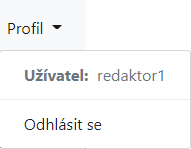 Profil
Uživatel: redaktor1
Odhlásit se